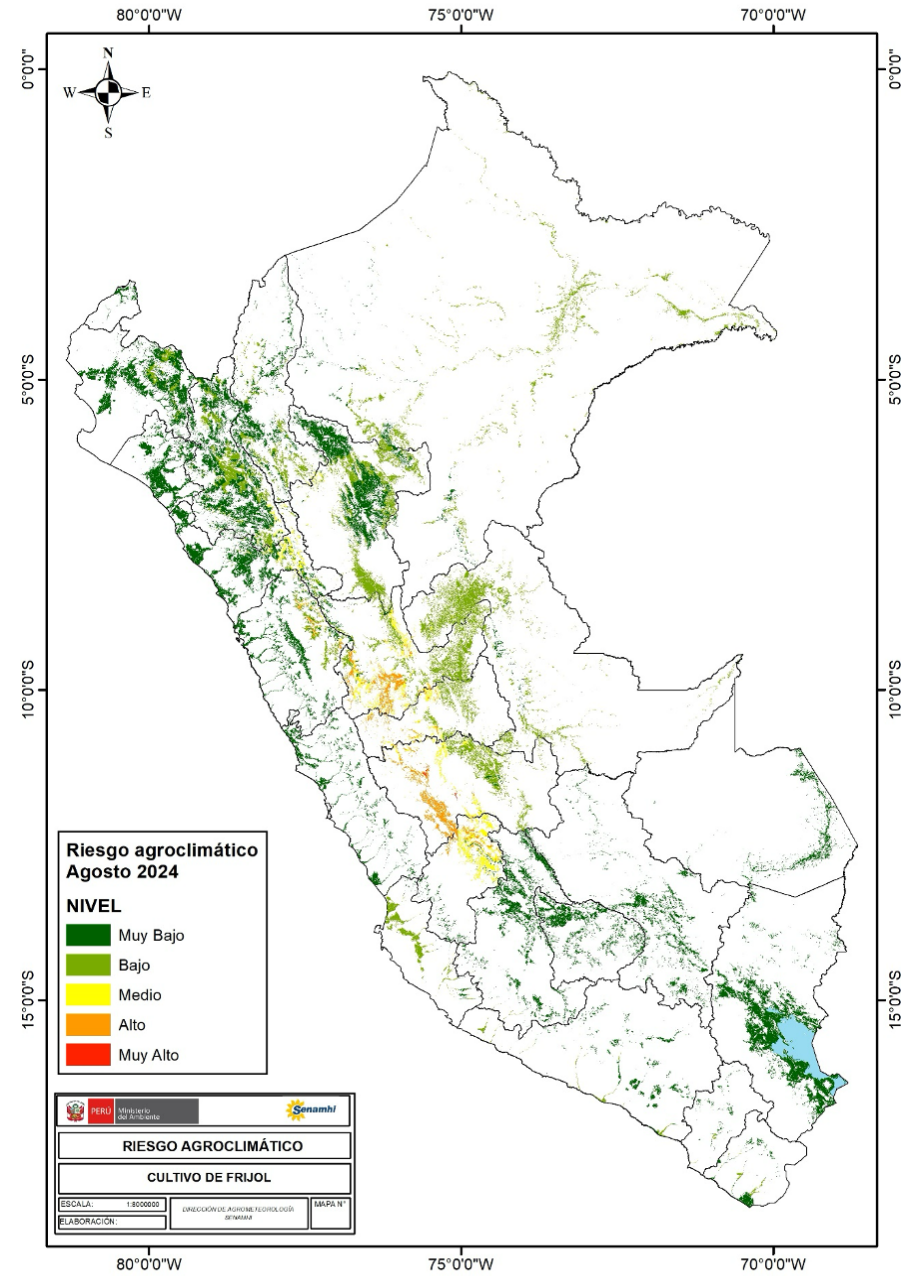 80°0'0"W 75°0'0"W 70°0'0"W
N
W E
S
0°0'0" 0°0'0"
5°0'0"S 5°0'0"S
10°0'0"S 10°0'0"S
15°0'0"S 15°0'0"S
Riesgo agroclimático
Agosto 2024
NIVEL
Muy Bajo
Bajo
Medio
Alto
Muy Alto
PERÚ Ministerio
del Ambiente
Senamhi
RIESGO AGROCLIMÁTICO
CULTIVO DE FRIJOL
ESCALA: 1:8000000
DIRECCIÓN DE AGROMETEOROLOGÍA
SENAMHI
MAPA N°
ELABORACIÓN:
80°0'0"W 75°0'0"W 70°0'0"W